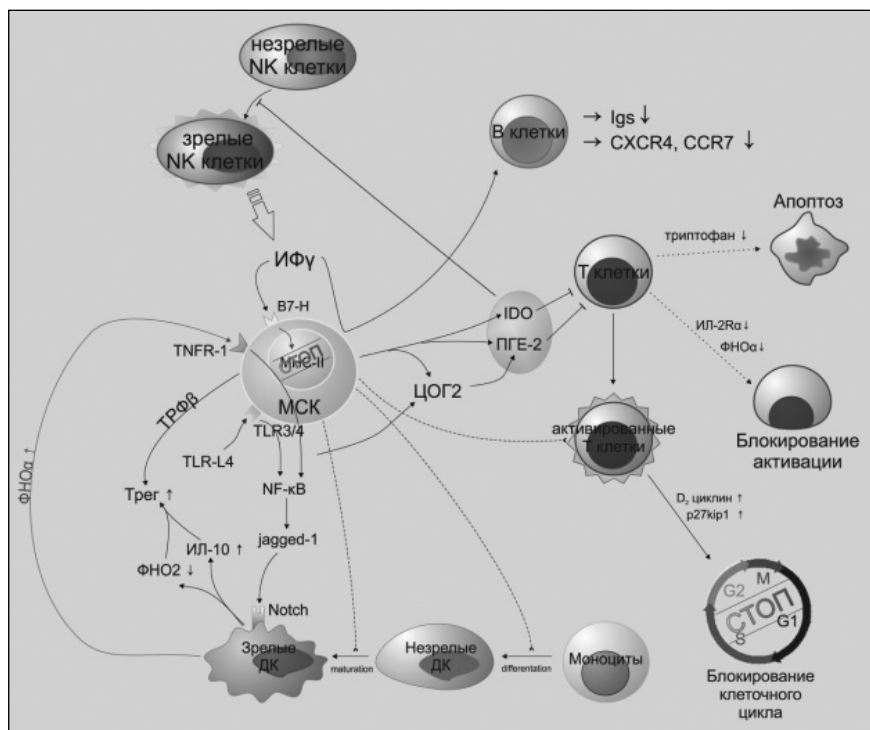 незрелые
NK клетки
зрелые
NK клетки
В клетки
→ Igs ↓
→ CXCR4, CCR7 ↓
Апоптоз
триптофан ↓
Т клетки
ИФγ
B7-H
IDO
ПГЕ-2
ИЛ-2Rα↓
ФНОα↓
TNFR-1
СТОП
MHC-II
МСК
ЦОГ2
ТРФβ
TLR3/4
TLR-L4
активированные
Т клетки
Блокирование
активации
ФНОα ↑
Трег ↑
NF-κB
D₂ циклин ↑
p27kip1 ↑
jagged-1
ИЛ-10 ↑
ФНО2 ↓
Notch
G2
M
СТОП
S
G1
Зрелые
ДК
maturation
Незрелые
ДК
differentation
Моноциты
Блокирование
клеточного
цикла